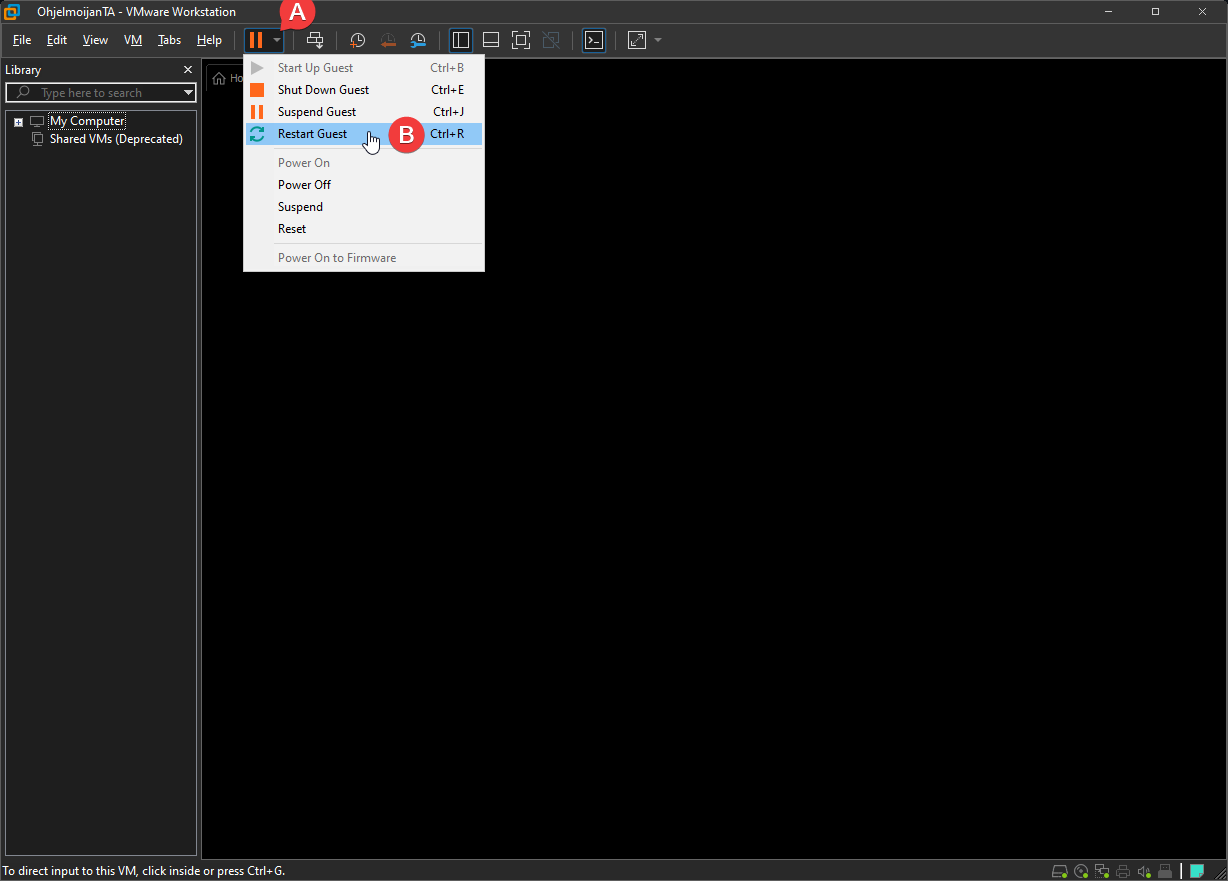 OhjelmoijanTA - VMware Workstation
A
File Edit View VM Tabs Help
Library
Ho
Type here to search
My Computer
Shared VMs (Deprecated)
Start Up Guest Ctrl+B
Shut Down Guest Ctrl+E
Suspend Guest Ctrl+J
Restart Guest B Ctrl+R
Power On
Power Off
Suspend
Reset
Power On to Firmware
To direct input to this VM, click inside or press Ctrl+G.